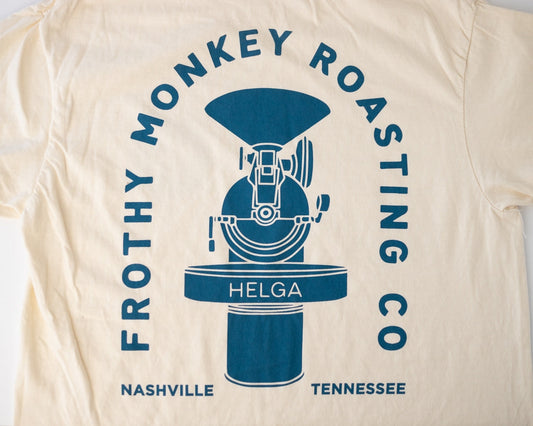 FROTHY MONKEY ROASTING CO
HELGA
NASHVILLE TENNESSEE